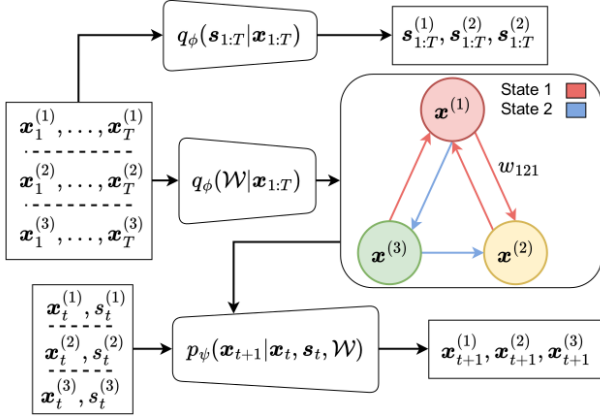 q_ϕ(s_{1:T}|x_{1:T})
s^{(1)}_{1:T}, s^{(2)}_{1:T}, s^{(2)}_{1:T}
x^{(1)}_1, ..., x^{(1)}_T
x^{(2)}_1, ..., x^{(2)}_T
x^{(3)}_1, ..., x^{(3)}_T
q_ϕ(𝒲|x_{1:T})
State 1
State 2
x^{(1)}
w_{121}
x^{(3)}
x^{(2)}
x^{(1)}_t, s^{(1)}_t
x^{(2)}_t, s^{(2)}_t
x^{(3)}_t, s^{(3)}_t
p_ψ(x_{t+1}|x_t, s_t, 𝒲)
x^{(1)}_{t+1}, x^{(2)}_{t+1}, x^{(3)}_{t+1}